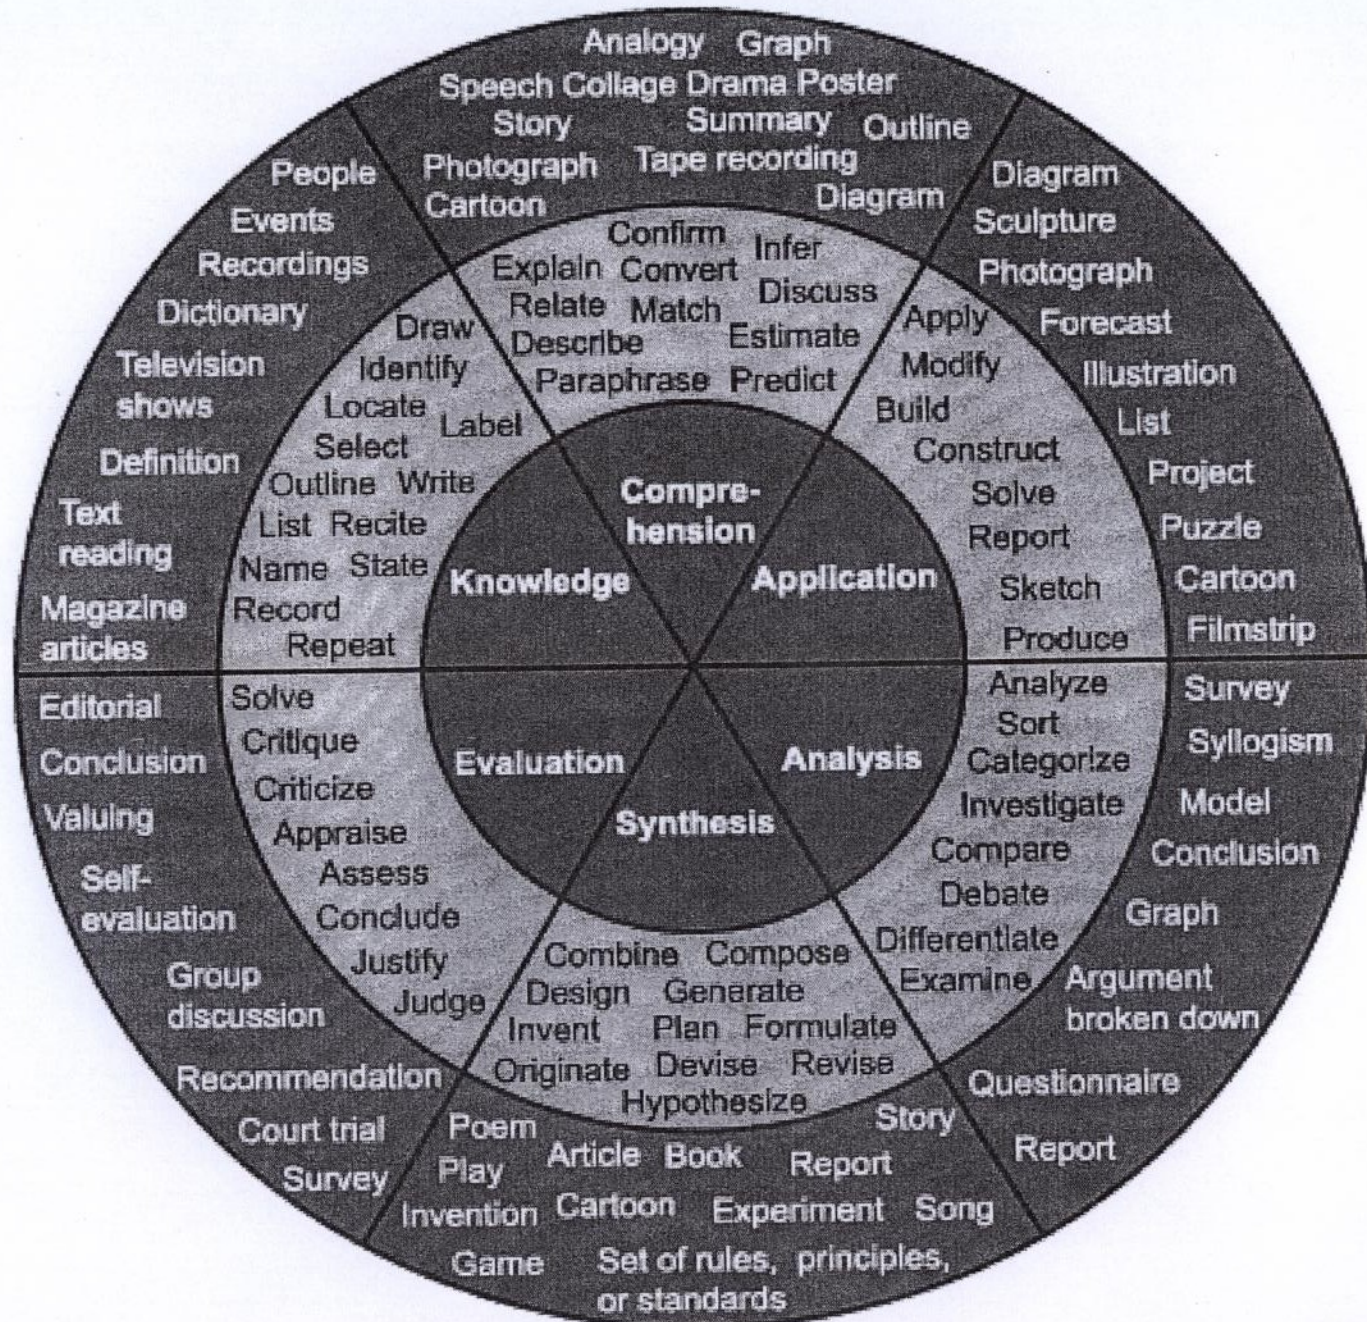 Analogy Graph
Speech Collage Drama Poster
Story Summary Outline
Photograph Tape recording
Cartoon Diagram
Confirm Infer
Explain Convert
Relate Match Discuss
Describe Estimate
Paraphrase Predict
Compre-
hension
Diagram
Sculpture
Photograph
Forecast
Illustration
List
Project
Puzzle
Cartoon
Filmstrip
Apply
Modify
Build
Construct
Solve
Report
Sketch
Produce
Application
Survey
Syllogism
Model
Conclusion
Graph
Argument
broken down
Questionnaire
Report
Analyze
Sort
Categorize
Investigate
Compare
Debate
Differentiate
Examine
Analysis
Synthesis
Combine Compose
Design Generate
Invent Plan Formulate
Originate Devise Revise
Hypothesize
Poem Story
Play Article Book Report
Invention Cartoon Experiment Song
Game Set of rules, principles,
or standards
Evaluation
Solve
Critique
Criticize
Appraise
Assess
Conclude
Justify
Judge
Editorial
Conclusion
Valuing
Self-
evaluation
Group
discussion
Recommendation
Court trial
Survey
Knowledge
Draw
Identify
Locate Label
Select
Outline Write
List Recite
Name State
Record
Repeat
People
Events
Recordings
Dictionary
Television
shows
Definition
Text
reading
Magazine
articles